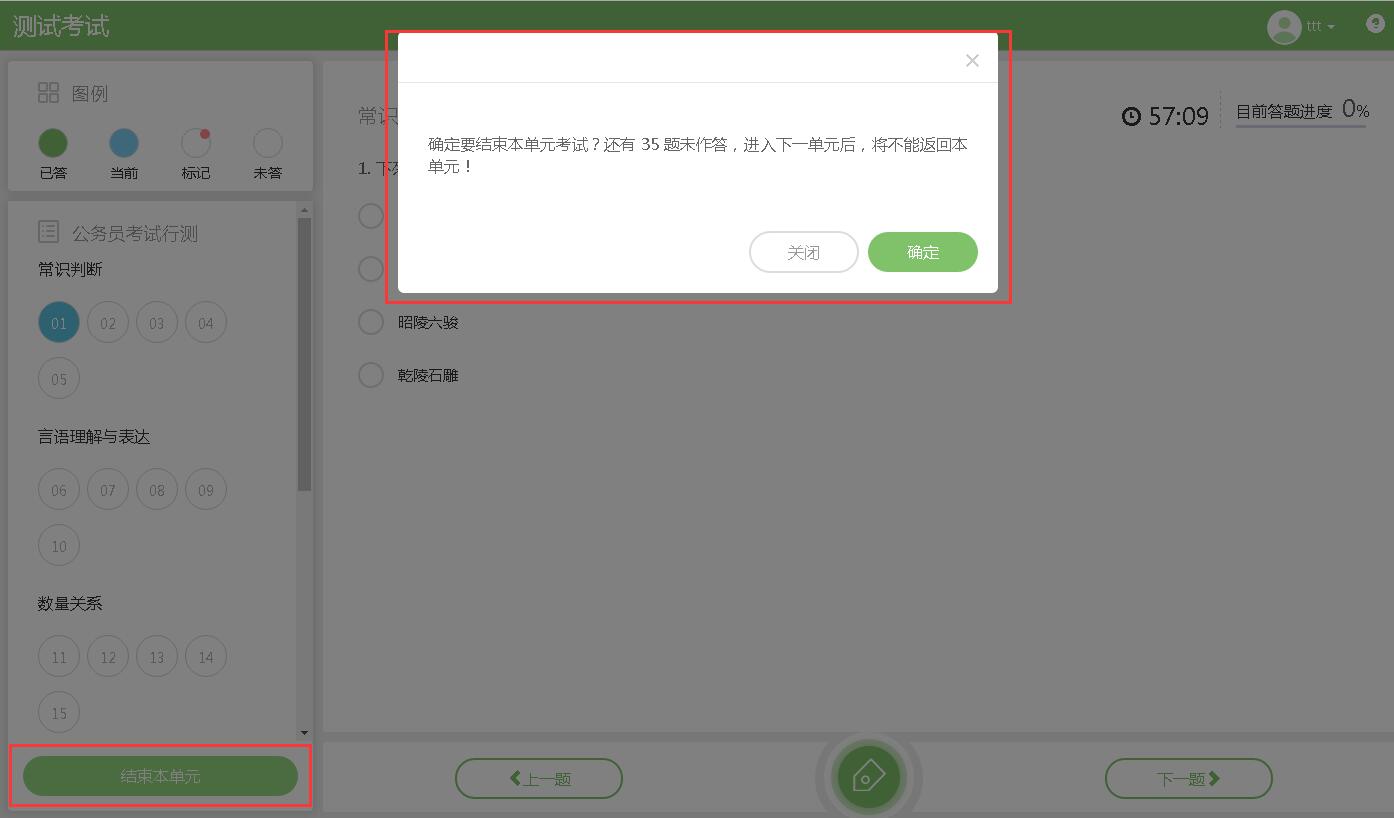 测试考试
ttt
图例
已答
当前
标记
未答
公务员考试行测
常识判断
01 02 03 04
05
言语理解与表达
06 07 08 09
10
数量关系
11 12 13 14
15
结束本单元
常识
57:09
目前答题进度 0%
1. 下
确定要结束本单元考试？还有 35 题未作答，进入下一单元后，将不能返回本
单元！
关闭
确定
昭陵六骏
乾陵石雕
上一题
下一题